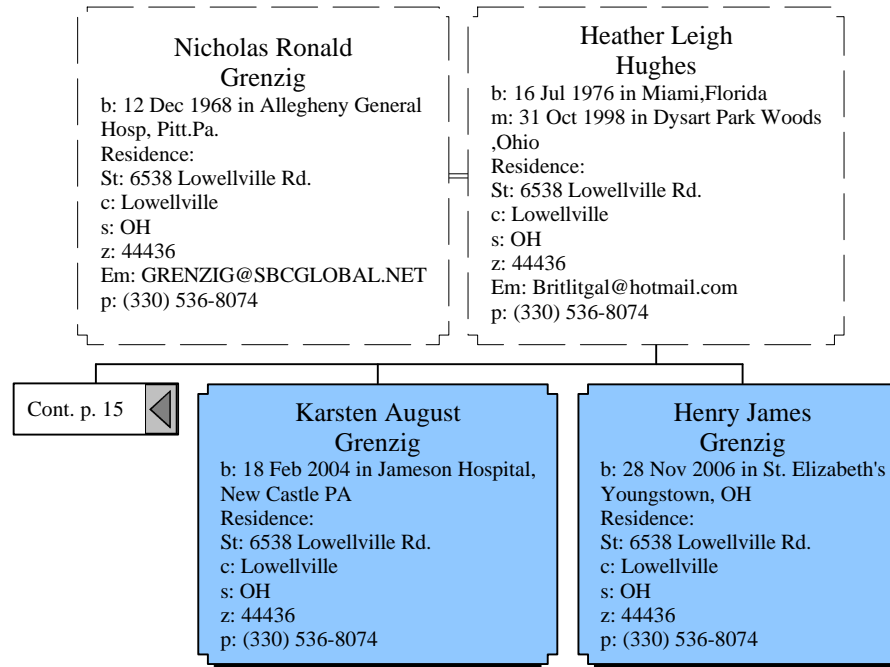 Nicholas Ronald
Grenzig
b: 12 Dec 1968 in Allegheny General
Hosp, Pitt.Pa.
Residence:
St: 6538 Lowellville Rd.
c: Lowellville
s: OH
z: 44436
Em: GRENZIG@SBCGLOBAL.NET
p: (330) 536-8074
Heather Leigh
Hughes
b: 16 Jul 1976 in Miami,Florida
m: 31 Oct 1998 in Dysart Park Woods
,Ohio
Residence:
St: 6538 Lowellville Rd.
c: Lowellville
s: OH
z: 44436
Em: Britlitgal@hotmail.com
p: (330) 536-8074
Cont. p. 15
Karsten August
Grenzig
b: 18 Feb 2004 in Jameson Hospital,
New Castle PA
Residence:
St: 6538 Lowellville Rd.
c: Lowellville
s: OH
z: 44436
p: (330) 536-8074
Henry James
Grenzig
b: 28 Nov 2006 in St. Elizabeth's
Youngstown, OH
Residence:
St: 6538 Lowellville Rd.
c: Lowellville
s: OH
z: 44436
p: (330) 536-8074